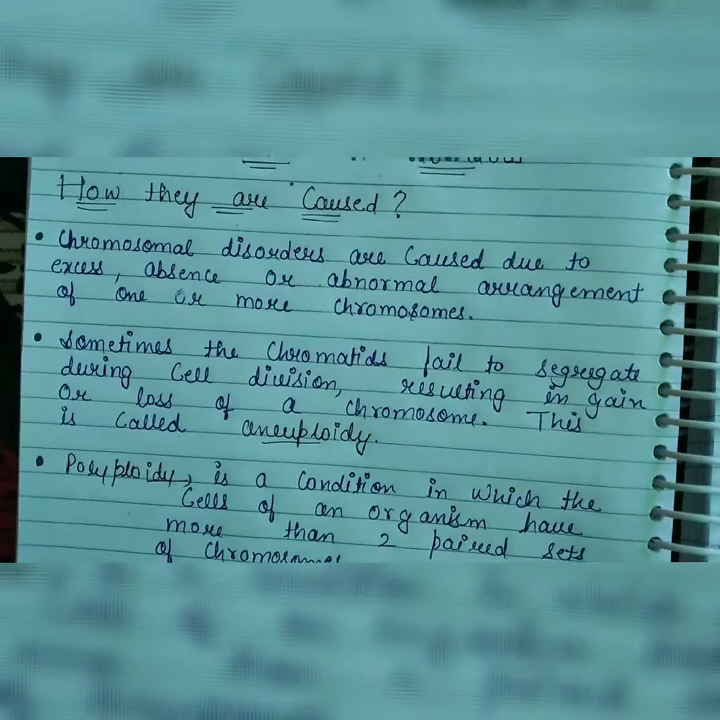 How they are Caused?
• Chromosomal disorders are Caused due to
excess, absence or abnormal arrangement
of one or more chromosomes.
• Sometimes the Chromatids fail to segregate
during Cell division, resulting in gain
or loss of a chromosome. This
is Called aneuploidy.
• Polyploidy, is a Condition in which the
Cells of an organism have
more than 2 paired sets
of chromosomes